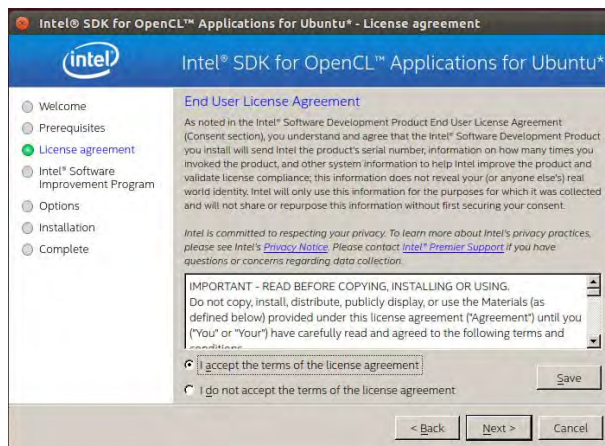 Intel® SDK for OpenCL™ Applications for Ubuntu* - License agreement
(intel)
Intel® SDK for OpenCL™ Applications for Ubuntu*
Welcome
Prerequisites
License agreement
Intel® Software
Improvement Program
Options
Installation
Complete
End User License Agreement
As noted in the Intel® Software Development Product End User License Agreement
(Consent section), you understand and agree that the Intel® Software Development Product
you install will send Intel the product's serial number, information on how many times you
invoked the product, and other system information to help Intel improve the product and
validate license compliance; this information does not reveal your (or anyone else's) real
world identity. Intel will only use this information for the purposes for which it was collected
and will not share or repurpose this information without first securing your consent.
Intel is committed to respecting your privacy. To learn more about Intel's privacy practices,
please see Intel's Privacy Notice. Please contact Intel® Premier Support if you have
questions or concerns regarding data collection.
IMPORTANT - READ BEFORE COPYING, INSTALLING OR USING.
Do not copy, install, distribute, publicly display, or use the Materials (as
defined below) provided under this license agreement ("Agreement") until you
("You" or "Your") have carefully read and agreed to the following terms and
conditions.
I accept the terms of the license agreement
I do not accept the terms of the license agreement
Save
< Back
Next >
Cancel